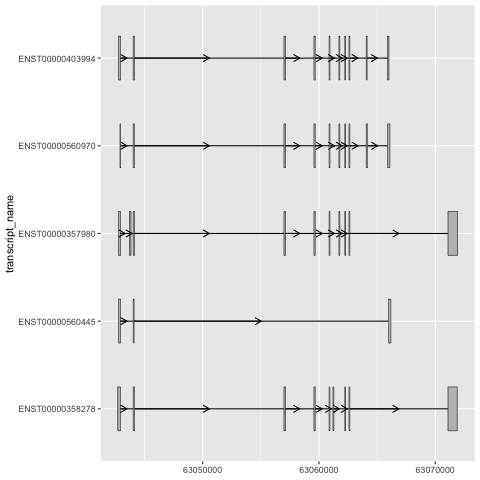 ENST00000403994
ENST00000560970
ENST00000357980
ENST00000560445
ENST00000358278
transcript_name
63050000 63060000 63070000